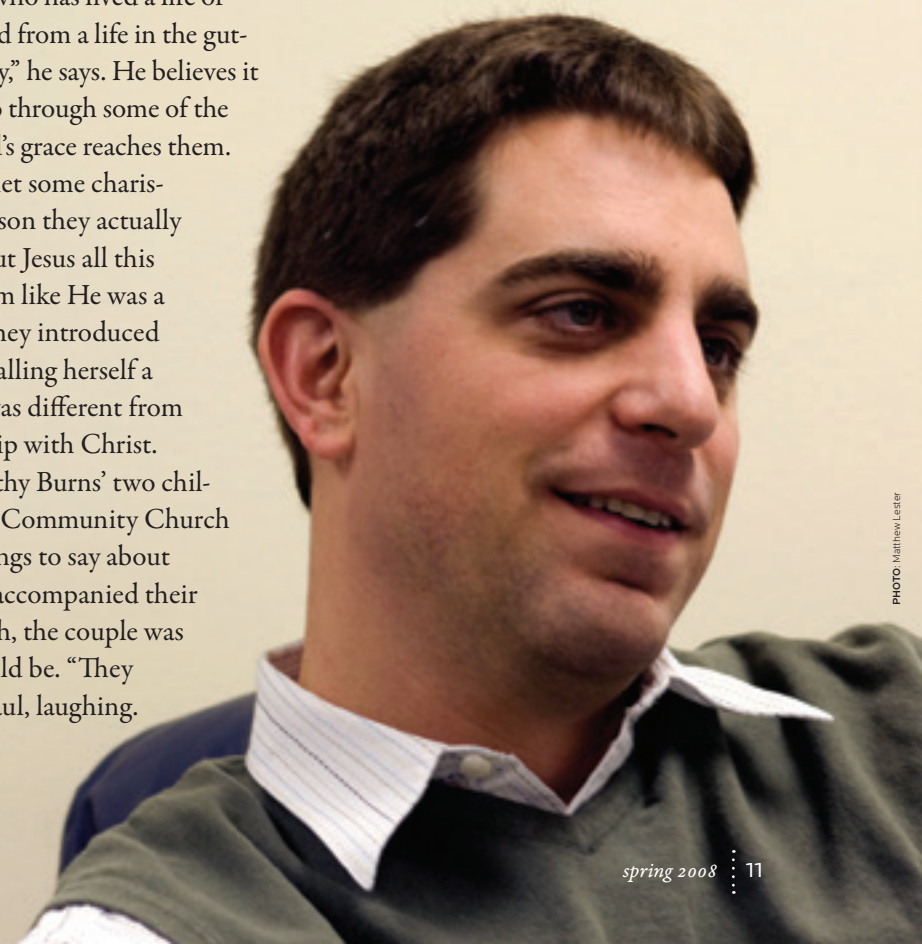 who has lived a life of
d from a life in the gut-
y,” he says. He believes it
through some of the
’s grace reaches them.
et some charis-
son they actually
ut Jesus all this
m like He was a
hey introduced
alling herself a
as different from
ip with Christ.
thy Burns’ two chil-
Community Church
ngs to say about
accompanied their
h, the couple was
ld be. “They
ul, laughing.
PHOTO: Matthew Lester
spring 2008 11